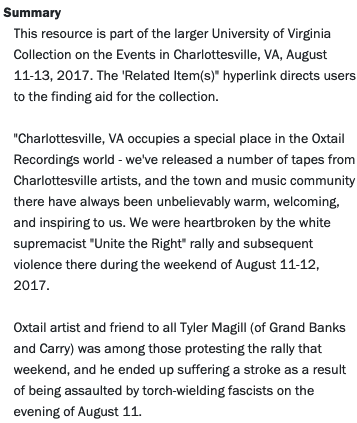 Summary
This resource is part of the larger University of Virginia
Collection on the Events in Charlottesville, VA, August
11-13, 2017. The 'Related Item(s)" hyperlink directs users
to the finding aid for the collection.
"Charlottesville, VA occupies a special place in the Oxtail
Recordings world - we've released a number of tapes from
Charlottesville artists, and the town and music community
there have always been unbelievably warm, welcoming,
and inspiring to us. We were heartbroken by the white
supremacist "Unite the Right" rally and subsequent
violence there during the weekend of August 11-12,
2017.
Oxtail artist and friend to all Tyler Magill (of Grand Banks
and Carry) was among those protesting the rally that
weekend, and he ended up suffering a stroke as a result
of being assaulted by torch-wielding fascists on the
evening of August 11.